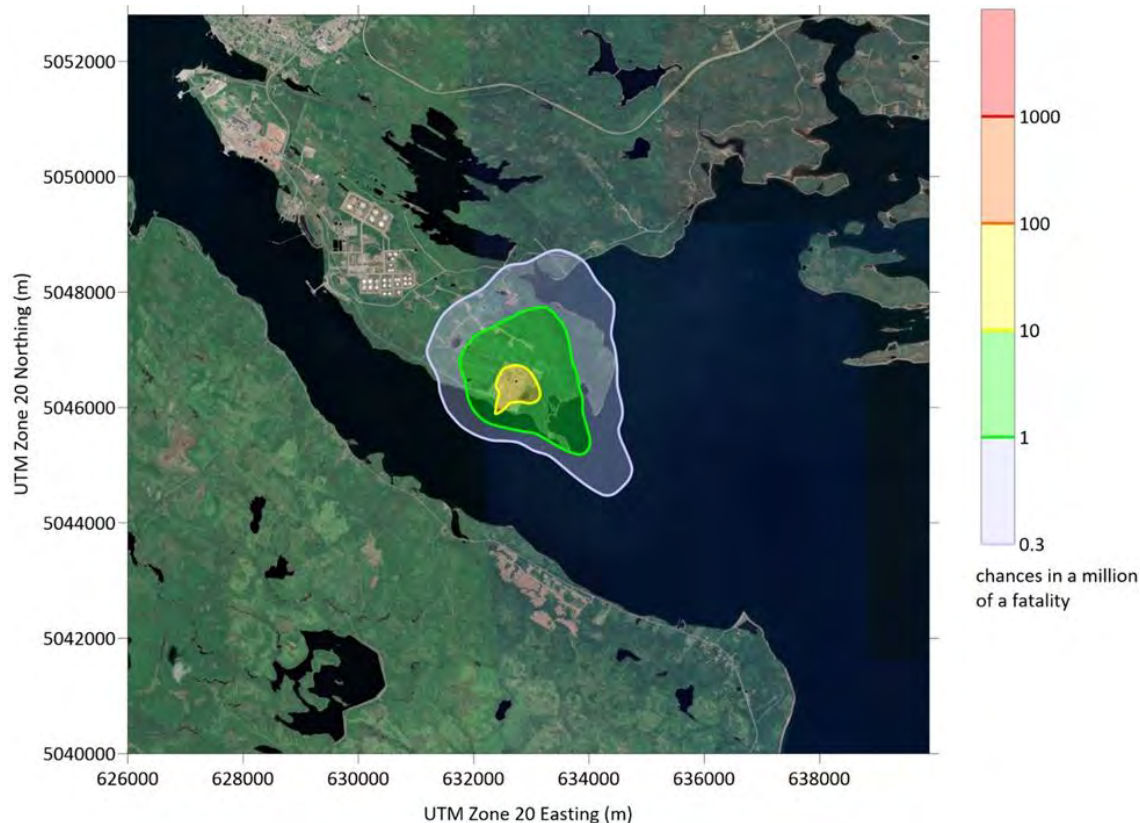 5052000
5050000
5048000
5046000
5044000
5042000
5040000
UTM Zone 20 Northing (m)
626000 628000 630000 632000 634000 636000 638000
UTM Zone 20 Easting (m)
1000
100
10
1
0.3
chances in a million
of a fatality